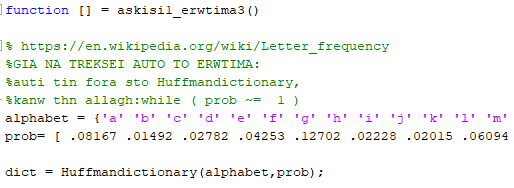 function [] = askisil_erwtima3()
% https://en.wikipedia.org/wiki/Letter_frequency
%GIA NA TREKSEI AUTO TO ERWTIMA:
%auti tin fora sto Huffmandictionary,
%kanw thn allagh:while ( prob ~=  1 )
alphabet = {'a' 'b' 'c' 'd' 'e' 'f' 'g' 'h' 'i' 'j' 'k' 'l' 'm'
prob= [ .08167 .01492 .02782 .04253 .12702 .02228 .02015 .06094
dict = Huffmandictionary(alphabet,prob);